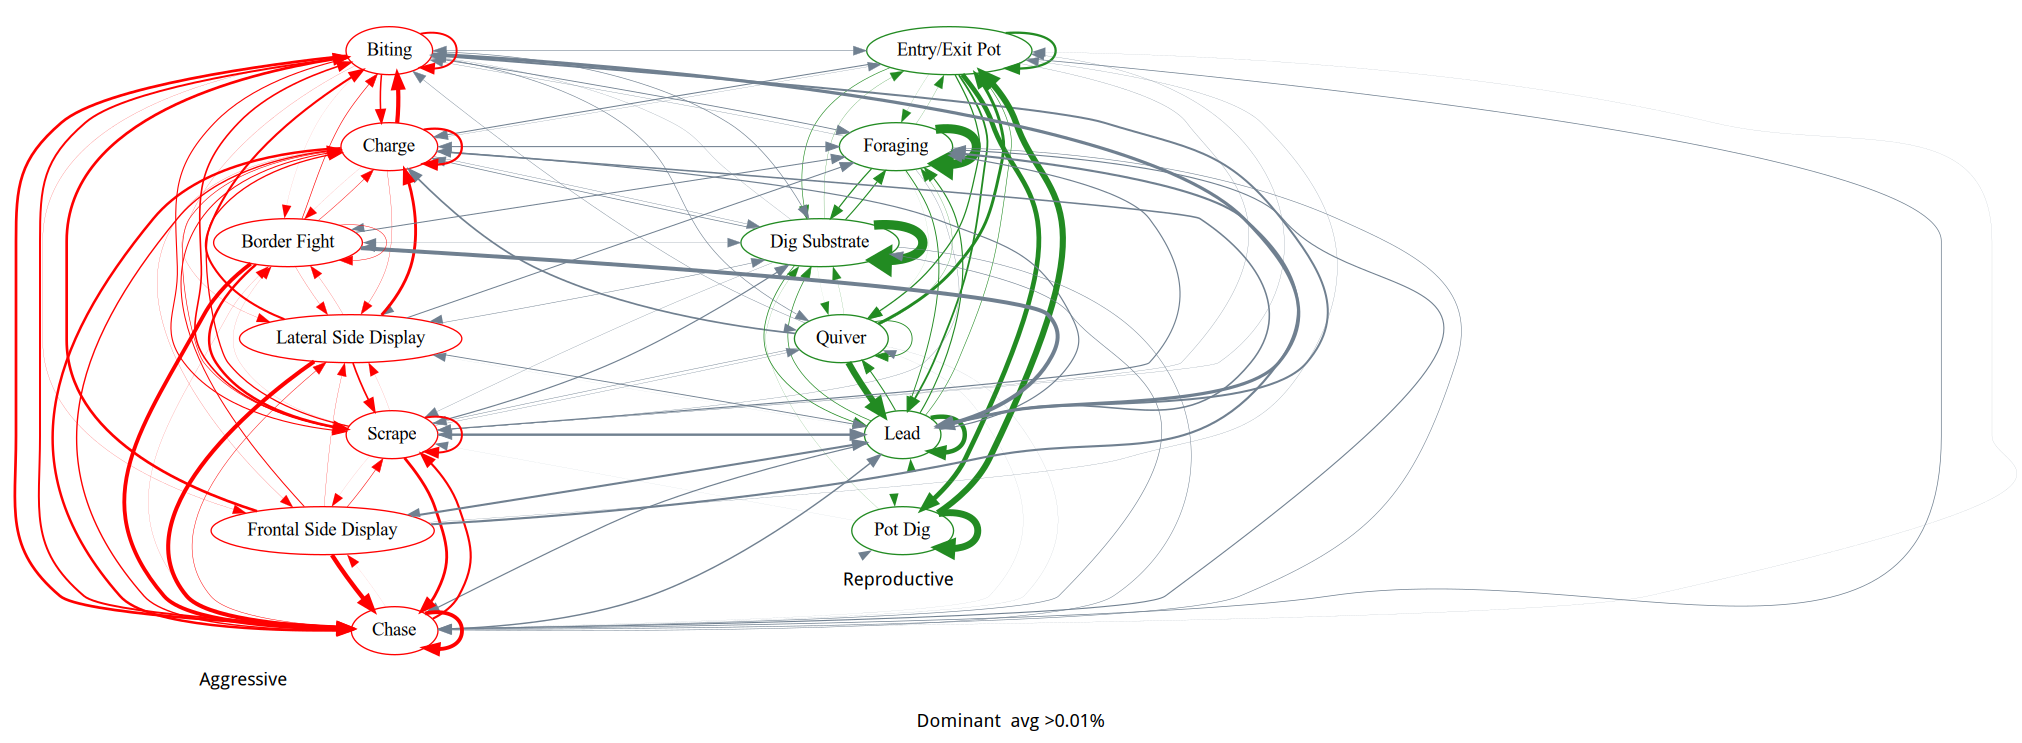 Biting
Entry/Exit Pot
Charge
Foraging
Border Fight
Dig Substrate
Lateral Side Display
Quiver
Scrape
Lead
Frontal Side Display
Pot Dig
Reproductive
Chase
Aggressive
Dominant  avg >0.01%